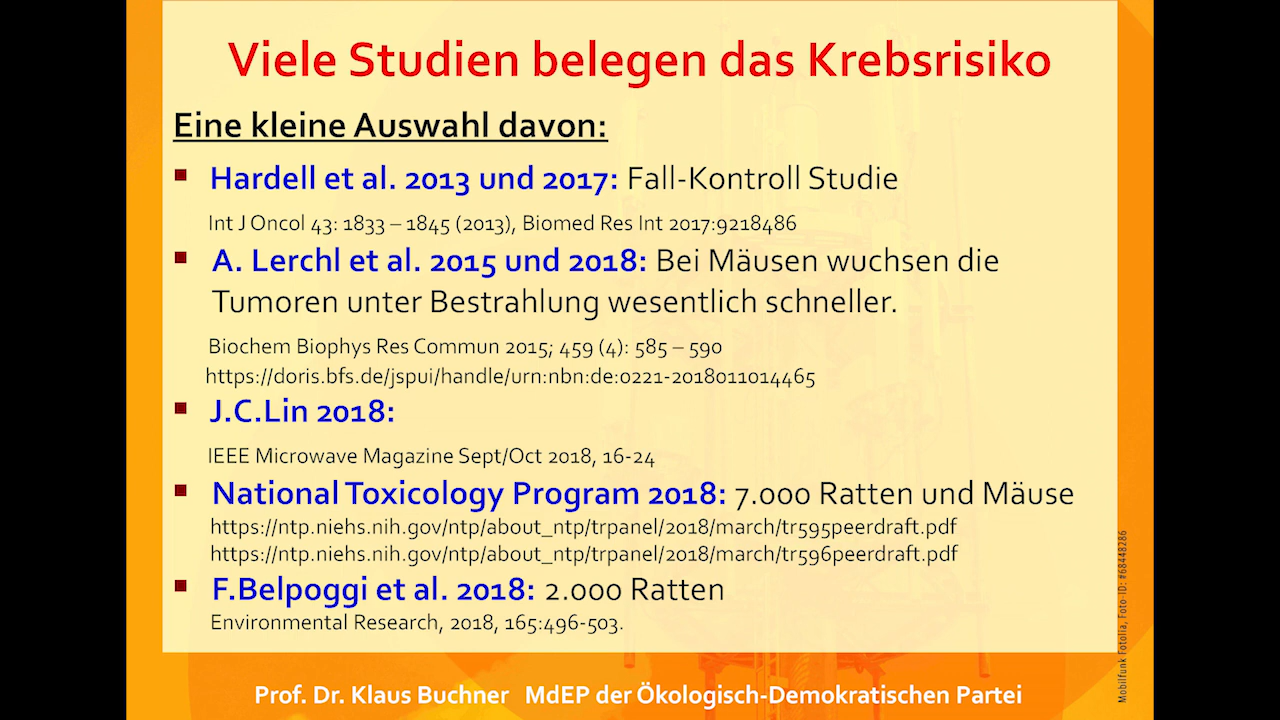 Viele Studien belegen das Krebsrisiko
Eine kleine Auswahl davon:
▪ Hardell et al. 2013 und 2017: Fall-Kontroll Studie
Int J Oncol 43: 1833 – 1845 (2013), Biomed Res Int 2017:9218486
▪ A. Lerchl et al. 2015 und 2018: Bei Mäusen wuchsen die
Tumoren unter Bestrahlung wesentlich schneller.
Biochem Biophys Res Commun 2015; 459 (4): 585 – 590
https://doris.bfs.de/jspui/handle/urn:nbn:de:0221-2018011014465
▪ J.C.Lin 2018:
IEEE Microwave Magazine Sept/Oct 2018, 16-24
▪ National Toxicology Program 2018: 7.000 Ratten und Mäuse
https://ntp.niehs.nih.gov/ntp/about_ntp/trpanel/2018/march/tr595peerdraft.pdf
https://ntp.niehs.nih.gov/ntp/about_ntp/trpanel/2018/march/tr596peerdraft.pdf
▪ F.Belpoggi et al. 2018: 2.000 Ratten
Environmental Research, 2018, 165:496-503.
Mobilfunk Fotolia, Foto-ID: #68448286
Prof. Dr. Klaus Buchner MdEP der Ökologisch-Demokratischen Partei